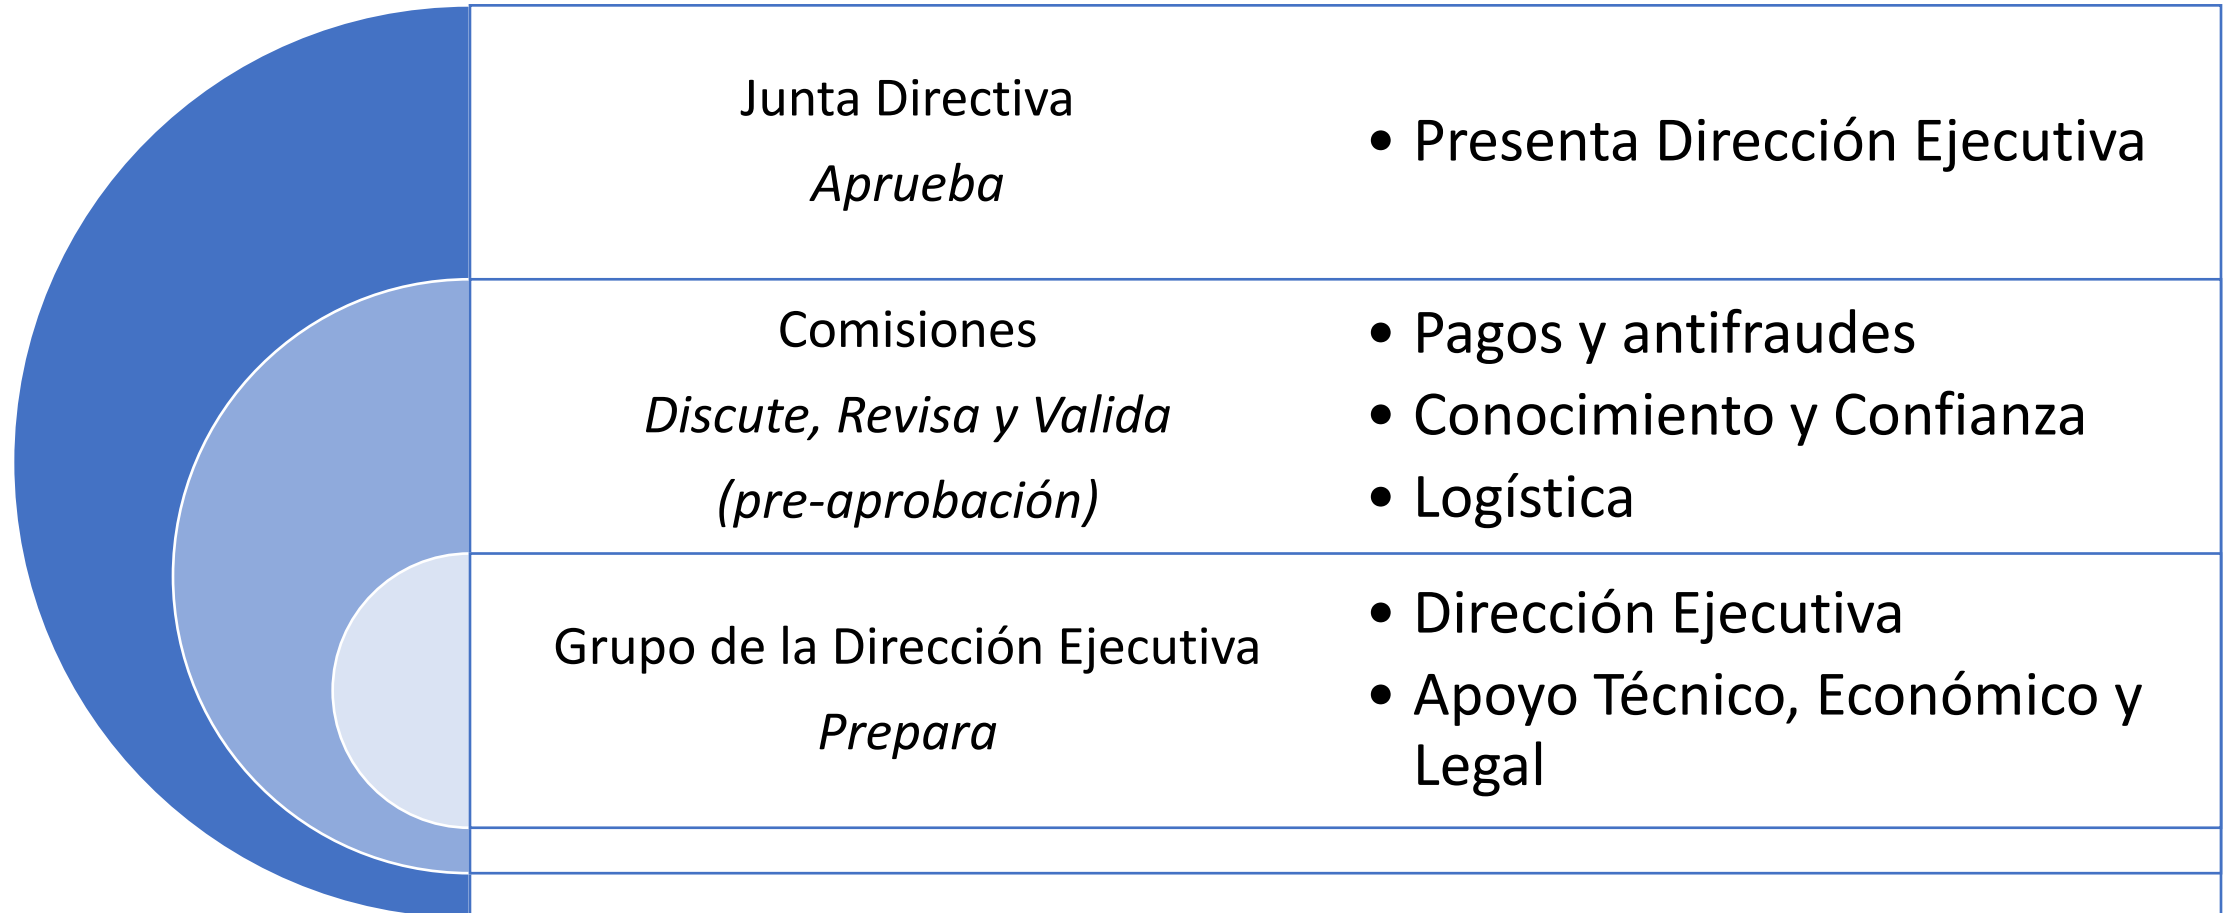 Junta Directiva
Aprueba
• Presenta Dirección Ejecutiva
Comisiones
Discute, Revisa y Valida
(pre-aprobación)
• Pagos y antifraudes
• Conocimiento y Confianza
• Logística
Grupo de la Dirección Ejecutiva
Prepara
• Dirección Ejecutiva
• Apoyo Técnico, Económico y
Legal